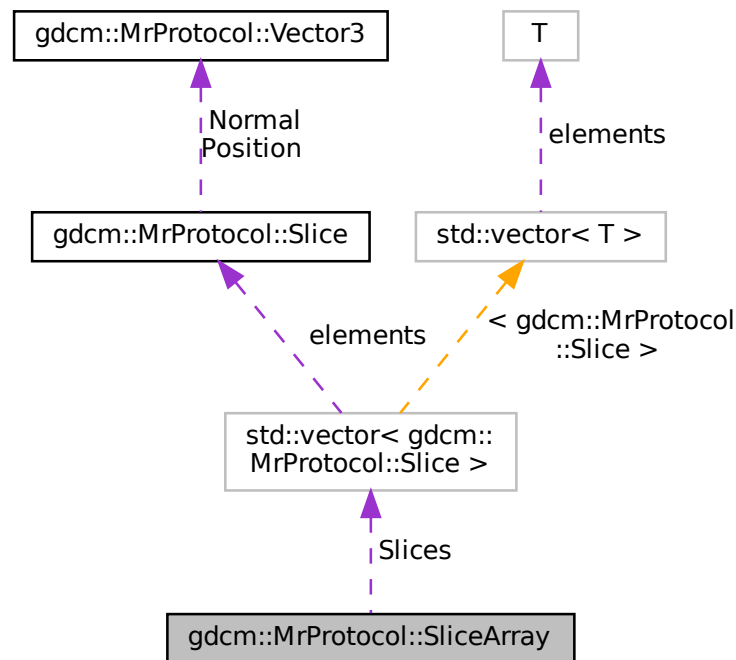 gdcm::MrProtocol::Vector3
T
Normal
Position
elements
gdcm::MrProtocol::Slice
std::vector< T >
elements
< gdcm::MrProtocol
::Slice >
std::vector< gdcm::
MrProtocol::Slice >
Slices
gdcm::MrProtocol::SliceArray